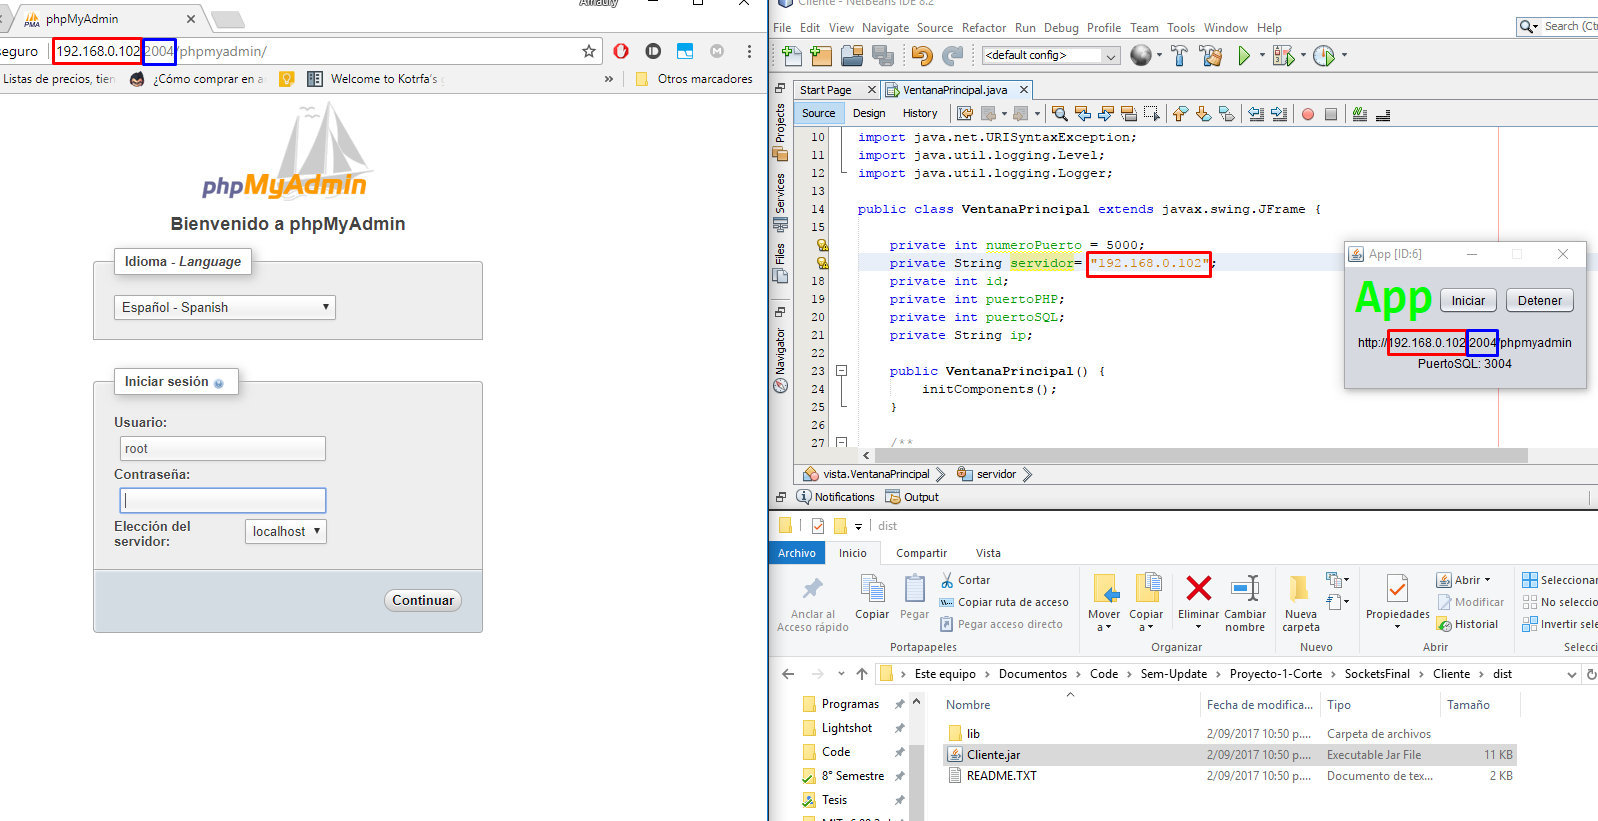 phpMyAdmin
Amaury
seguro | 192.168.0.102:2004/phpmyadmin/
Listas de precios, tien
¿Cómo comprar en a
Welcome to Kotrfa's g
»
Otros marcadores
phpMyAdmin
Bienvenido a phpMyAdmin
Idioma - Language
Español - Spanish
Iniciar sesión
Usuario:
root
Contraseña:
Elección del
servidor:
localhost
Continuar
Cliente - NetBeans IDE 8.2
File Edit View Navigate Source Refactor Run Debug Profile Team Tools Window Help
Search (Ctr
<default config>
Start Page
VentanaPrincipal.java
Source Design History
Projects
Services
Files
Navigator
10 import java.net.URISyntaxException;
11 import java.util.logging.Level;
12 import java.util.logging.Logger;
13
14 public class VentanaPrincipal extends javax.swing.JFrame {
15
private int numeroPuerto = 5000;
private String servidor= "192.168.0.102";
18 private int id;
19 private int puertoPHP;
20 private int puertoSQL;
21 private String ip;
22
23 public VentanaPrincipal() {
24 initComponents();
25 }
26
27 /**
vista.VentanaPrincipal
servidor
Notifications
Output
App [ID:6]
App
Iniciar
Detener
http://192.168.0.102:2004/phpmyadmin
PuertoSQL: 3004
dist
Archivo Inicio Compartir Vista
Anclar al
Acceso rápido
Copiar
Pegar
Cortar
Copiar ruta de acceso
Pegar acceso directo
Portapapeles
Mover
a
Copiar
a
Eliminar
Cambiar
nombre
Organizar
Nueva
carpeta
Nuevo
Propiedades
Abrir
Modificar
Historial
Abrir
Seleccionar
No seleccio
Invertir sele
Selecci
Este equipo > Documentos > Code > Sem-Update > Proyecto-1-Corte > SocketsFinal > Cliente > dist
Programas
Lightshot
Code
8° Semestre
Tesis
Nombre Fecha de modifica... Tipo Tamaño
lib 2/09/2017 10:50 p.... Carpeta de archivos
Cliente.jar 2/09/2017 10:50 p.... Executable Jar File 11 KB
README.TXT 2/09/2017 10:50 p.... Documento de tex... 2 KB